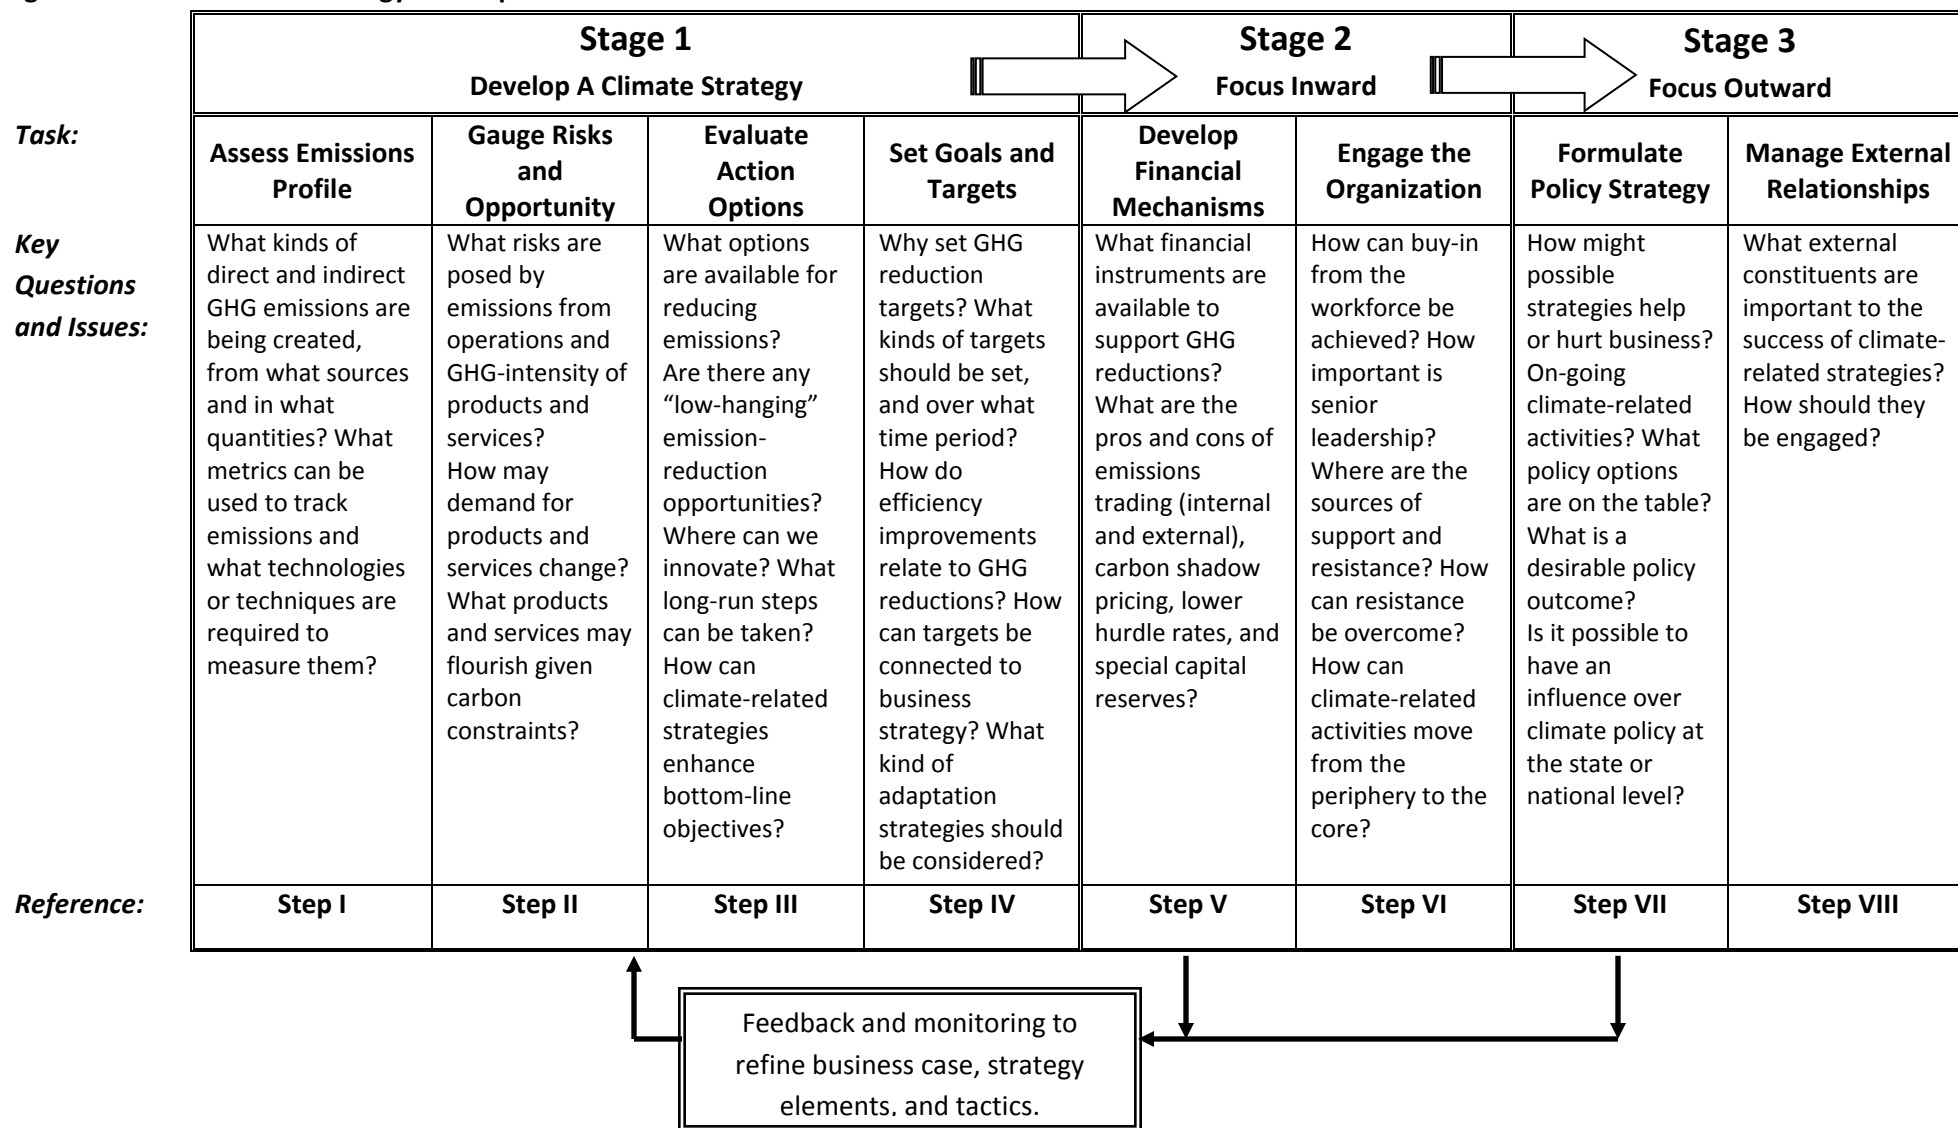 Stage 1
Develop A Climate Strategy
Stage 2
Focus Inward
Stage 3
Focus Outward
Task:
Assess Emissions
Profile
Gauge Risks
and
Opportunity
Evaluate
Action
Options
Set Goals and
Targets
Develop
Financial
Mechanisms
Engage the
Organization
Formulate
Policy Strategy
Manage External
Relationships
Key
Questions
and Issues:
What kinds of
direct and indirect
GHG emissions are
being created,
from what sources
and in what
quantities? What
metrics can be
used to track
emissions and
what technologies
or techniques are
required to
measure them?
What risks are
posed by
emissions from
operations and
GHG-intensity of
products and
services?
How may
demand for
products and
services change?
What products
and services may
flourish given
carbon
constraints?
What options
are available for
reducing
emissions?
Are there any
“low-hanging”
emission-
reduction
opportunities?
Where can we
innovate? What
long-run steps
can be taken?
How can
climate-related
strategies
enhance
bottom-line
objectives?
Why set GHG
reduction
targets? What
kinds of targets
should be set,
and over what
time period?
How do
efficiency
improvements
relate to GHG
reductions? How
can targets be
connected to
business
strategy? What
kind of
adaptation
strategies should
be considered?
What financial
instruments are
available to
support GHG
reductions?
What are the
pros and cons of
emissions
trading (internal
and external),
carbon shadow
pricing, lower
hurdle rates, and
special capital
reserves?
How can buy-in
from the
workforce be
achieved? How
important is
senior
leadership?
Where are the
sources of
support and
resistance? How
can resistance
be overcome?
How can
climate-related
activities move
from the
periphery to the
core?
How might
possible
strategies help
or hurt business?
On-going
climate-related
activities? What
policy options
are on the table?
What is a
desirable policy
outcome?
Is it possible to
have an
influence over
climate policy at
the state or
national level?
What external
constituents are
important to the
success of climate-
related strategies?
How should they
be engaged?
Reference:
Step I
Step II
Step III
Step IV
Step V
Step VI
Step VII
Step VIII
Feedback and monitoring to
refine business case, strategy
elements, and tactics.